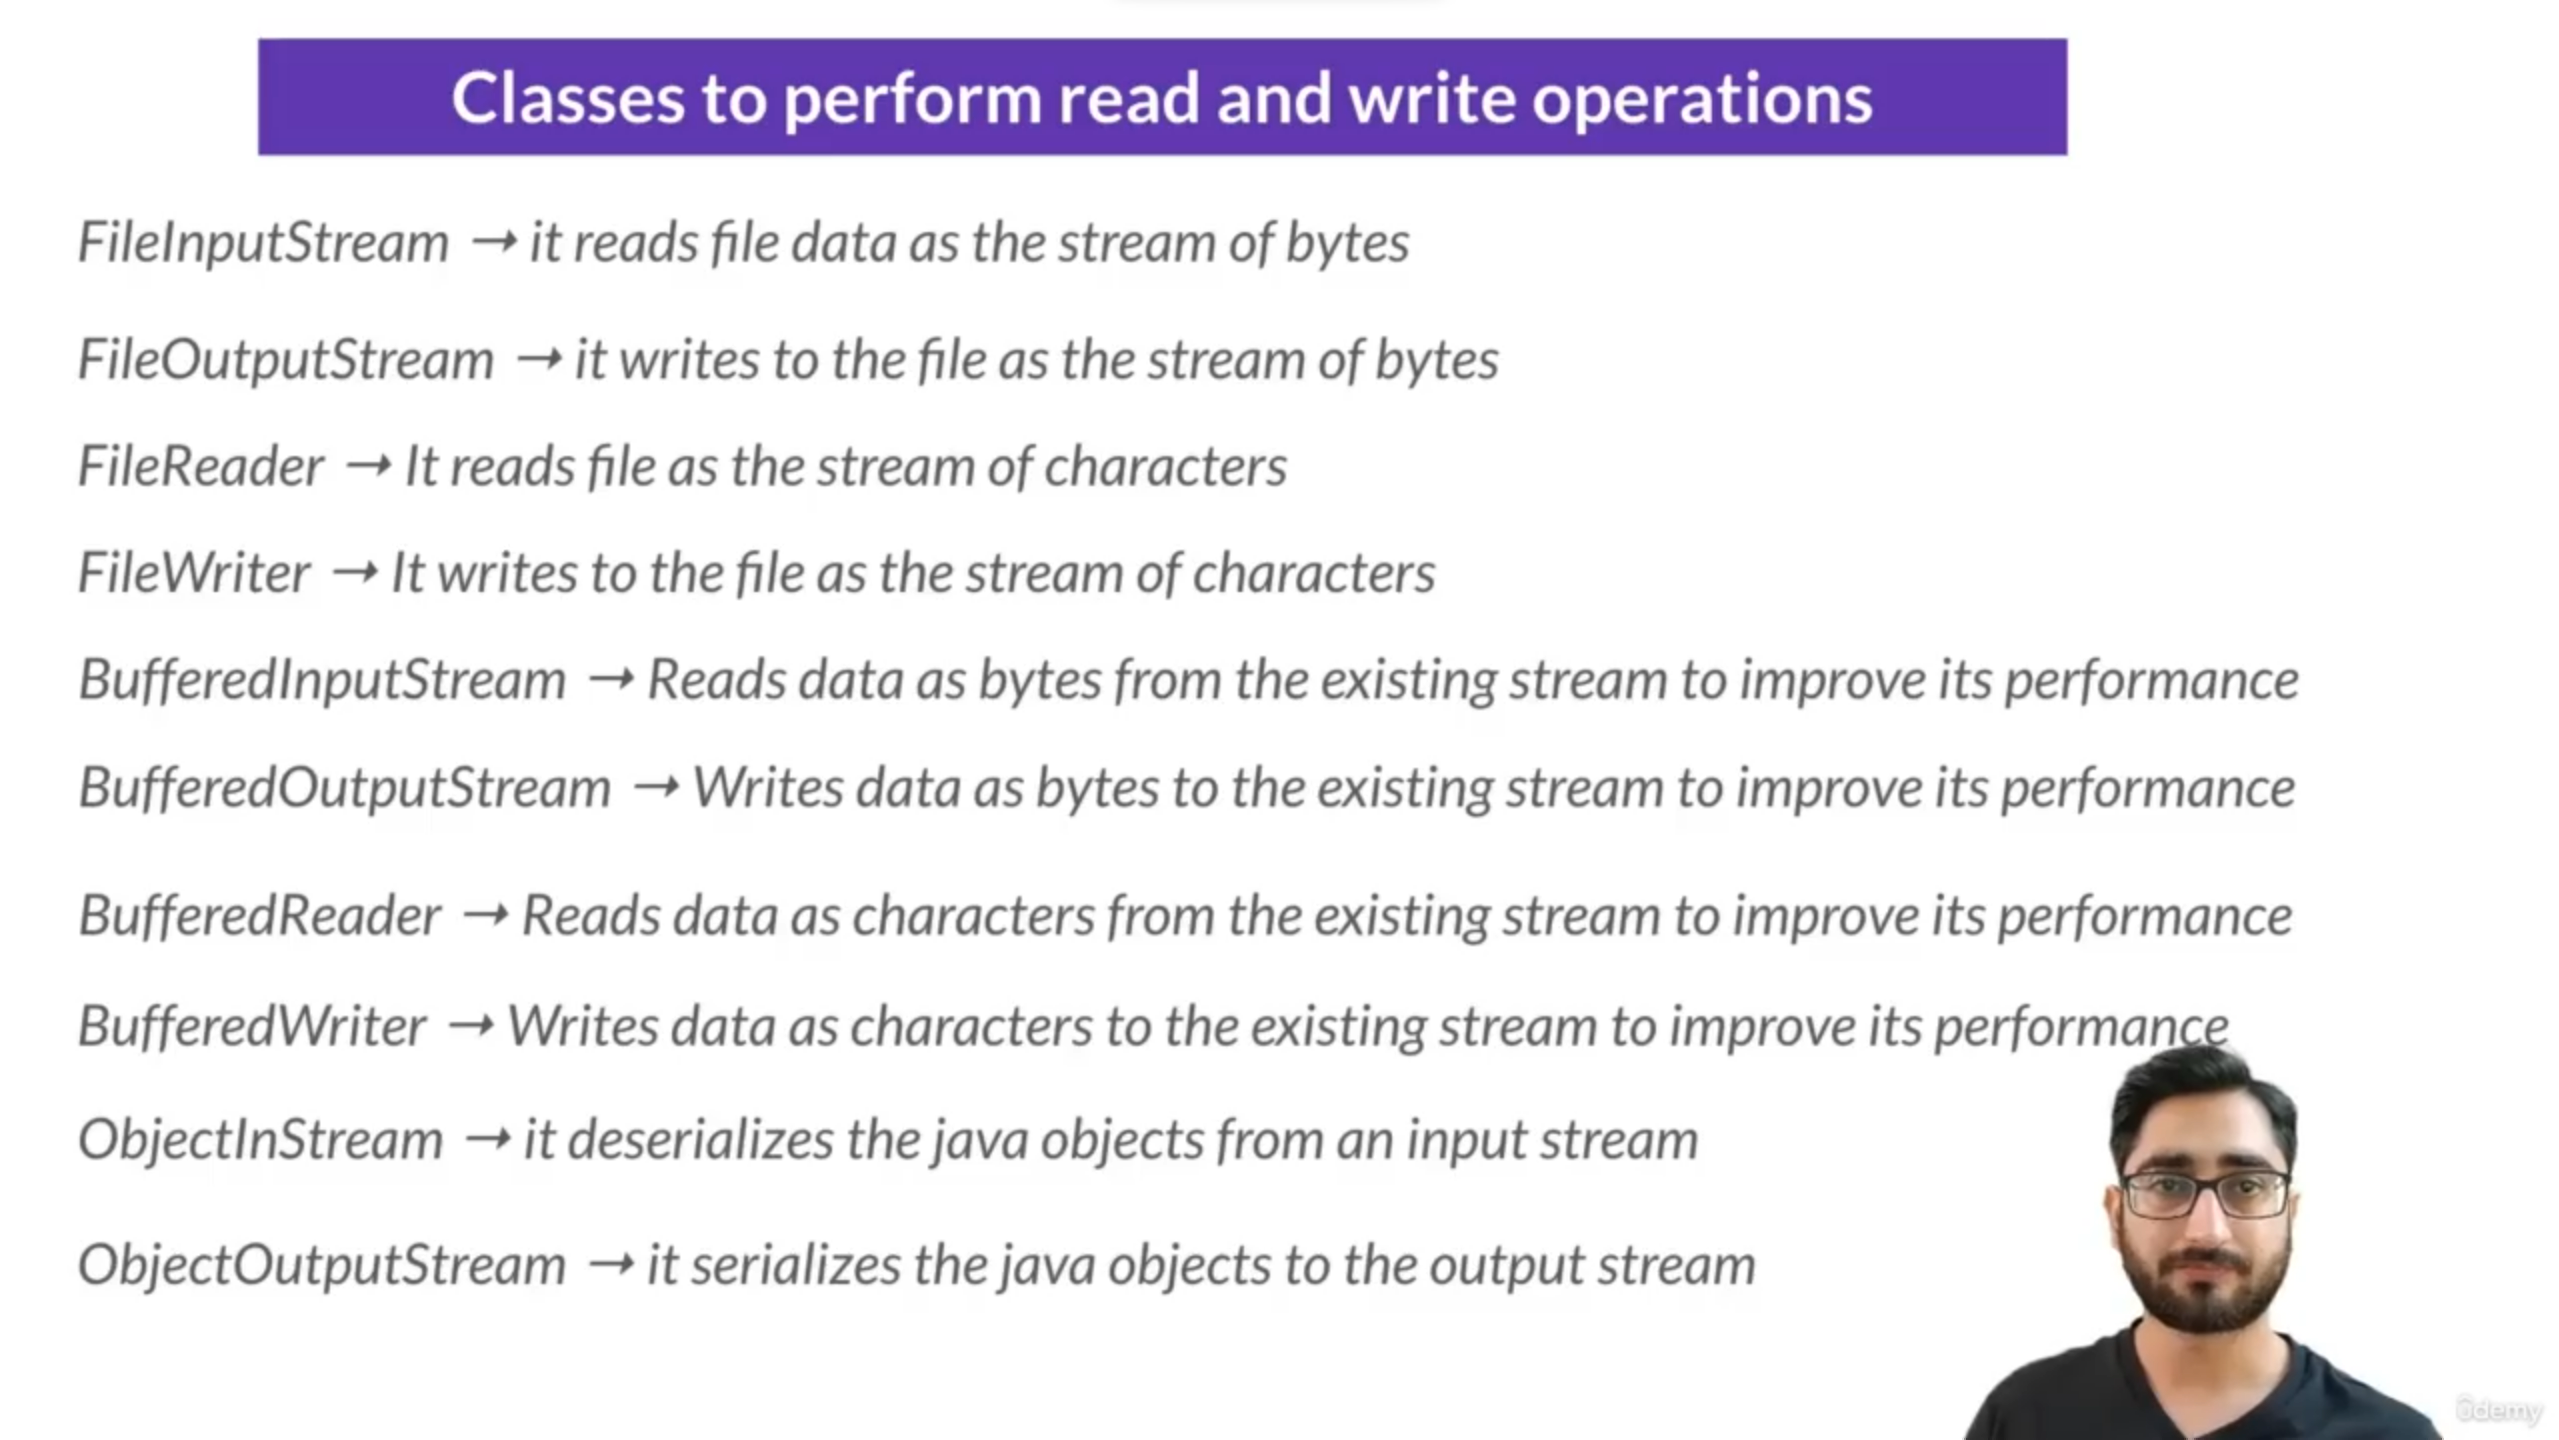 Classes to perform read and write operations
FileInputStream → it reads file data as the stream of bytes
FileOutputStream → it writes to the file as the stream of bytes
FileReader → It reads file as the stream of characters
FileWriter → It writes to the file as the stream of characters
BufferedInputStream → Reads data as bytes from the existing stream to improve its performance
BufferedOutputStream → Writes data as bytes to the existing stream to improve its performance
BufferedReader → Reads data as characters from the existing stream to improve its performance
BufferedWriter → Writes data as characters to the existing stream to improve its performance
ObjectInStream → it deserializes the java objects from an input stream
ObjectOutputStream → it serializes the java objects to the output stream
ûdemy